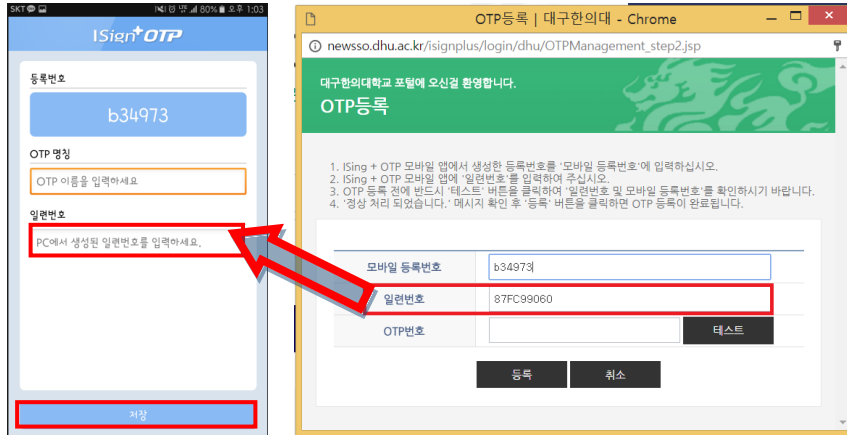 SKT 80% 오후 1:03
ISign+OTP
등록번호
b34973
OTP 명칭
OTP 이름을 입력하세요
일련번호
PC에서 생성된 일련번호를 입력하세요.
저장
OTP등록 | 대구한의대 - Chrome
newsso.dhu.ac.kr/isignplus/login/dhu/OTPManagement_step2.jsp
대구한의대학교 포털에 오신걸 환영합니다.
OTP등록
1. ISing + OTP 모바일 앱에서 생성한 등록번호를 '모바일 등록번호'에 입력하십시오.
2. ISing + OTP 모바일 앱에 '일련번호'를 입력하여 주십시오.
3. OTP 등록 전에 반드시 '테스트' 버튼을 클릭하여 '일련번호 및 모바일 등록번호'를 확인하시기 바랍니다.
4. '정상 처리 되었습니다.' 메시지 확인 후 '등록' 버튼을 클릭하면 OTP 등록이 완료됩니다.
모바일 등록번호 b34973
일련번호 87FC99060
OTP번호 테스트
등록 취소